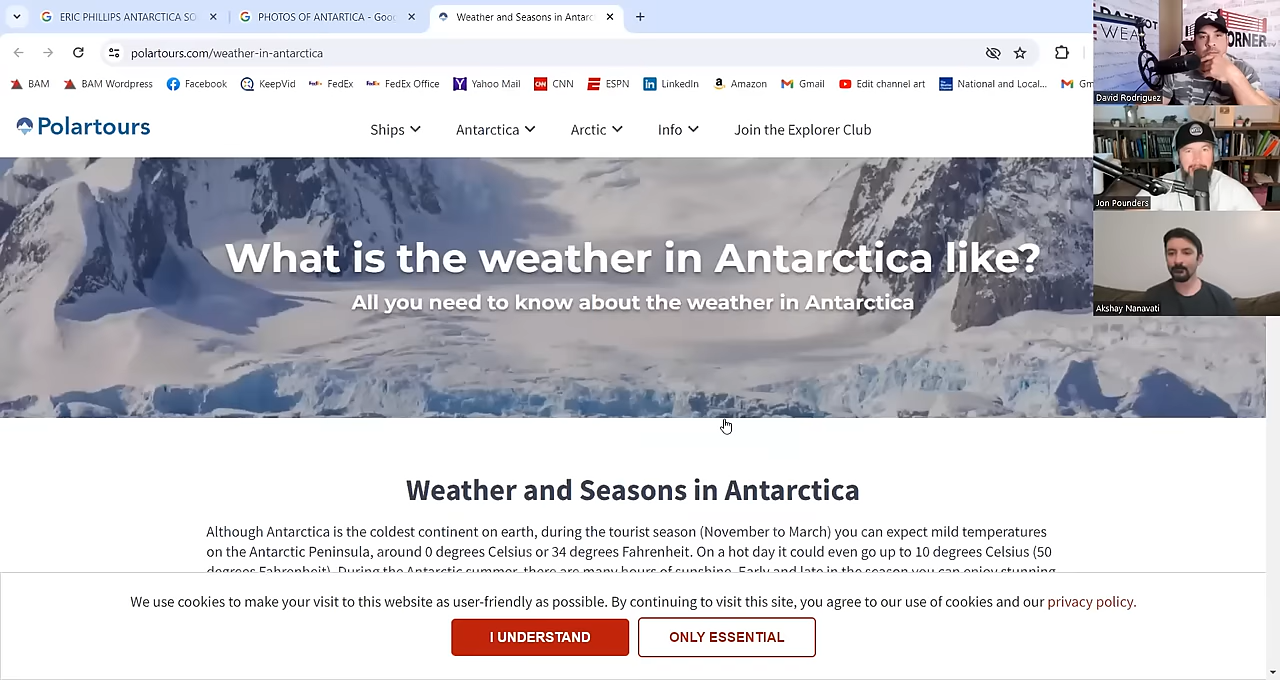 ERIC PHILLIPS ANTARCTICA SO
PHOTOS OF ANTARTICA - Goo
Weather and Seasons in Antarc
polartours.com/weather-in-antarctica
BAM
BAM Wordpre
Facebook
QikOwnVid
FedEx
FedEx Office
Yahoo Mail
CNN
ESPN
LinkedIn
Amazon
Gmail
Edit channel art
National and Local...
Gm
PATRIOT
WEA
ORNER
David Rodriguez
Polartours
Ships
Antarctica
Arctic
Info
Join the Explorer Club
Jon Pounders
What is the weather in Antarctica like?
All you need to know about the weather in Antarctica
Akshay Nanavati
Weather and Seasons in Antarctica
Although Antarctica is the coldest continent on earth, during the tourist season (November to March) you can expect mild temperatures
on the Antarctic Peninsula, around 0 degrees Celsius or 34 degrees Fahrenheit. On a hot day it could even go up to 10 degrees Celsius (50
degrees Fahrenheit). During the Antarctic summer, there are many hours of sunshine. Early and late in the season you can enjoy stunning
We use cookies to make your visit to this website as user-friendly as possible. By continuing to visit this site, you agree to our use of cookies and our privacy policy.
I UNDERSTAND
ONLY ESSENTIAL